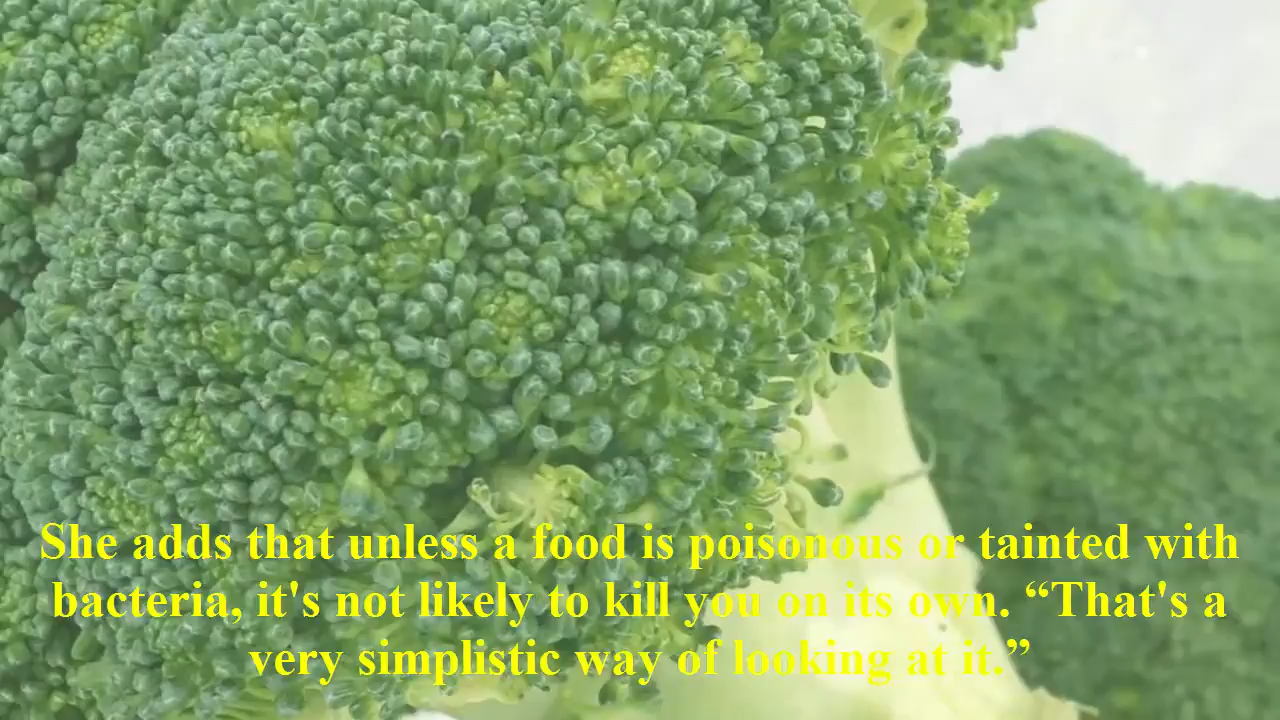 She adds that unless a food is poisonous or tainted with
bacteria, it's not likely to kill you on its own. “That's a
very simplistic way of looking at it.”